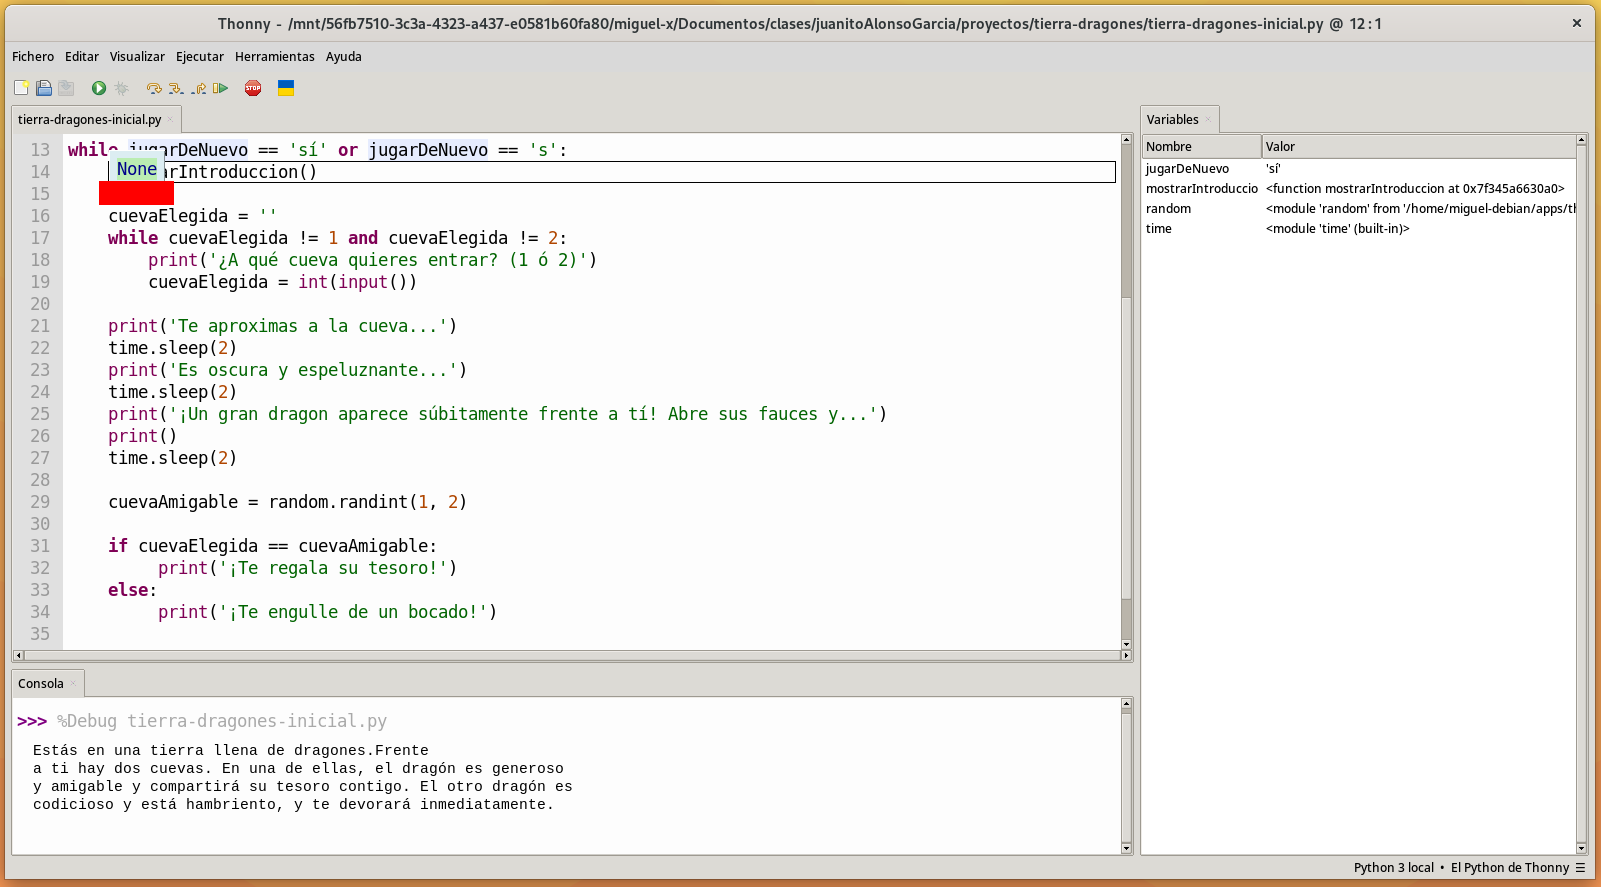 Thonny - /mnt/56fb7510-3c3a-4323-a437-e0581b60fa80/miguel-x/Documentos/clases/juanitoAlonsoGarcia/proyectos/tierra-dragones/tierra-dragones-inicial.py @ 12:1
Fichero Editar Visualizar Ejecutar Herramientas Ayuda
STOP
tierra-dragones-inicial.py
13 while jugarDeNuevo == 'sí' or jugarDeNuevo == 's':
None
14 arIntroduccion()
15
16 cuevaElegida = ''
17 while cuevaElegida != 1 and cuevaElegida != 2:
18 print('¿A qué cueva quieres entrar? (1 ó 2)')
19 cuevaElegida = int(input())
20
21 print('Te aproximas a la cueva...')
22 time.sleep(2)
23 print('Es oscura y espeluznante...')
24 time.sleep(2)
25 print('¡Un gran dragon aparece súbitamente frente a tí! Abre sus fauces y...')
26 print()
27 time.sleep(2)
28
29 cuevaAmigable = random.randint(1, 2)
30
31 if cuevaElegida == cuevaAmigable:
32 print('¡Te regala su tesoro!')
33 else:
34 print('¡Te engulle de un bocado!')
35
Consola
>>> %Debug tierra-dragones-inicial.py
Estás en una tierra llena de dragones.Frente
a ti hay dos cuevas. En una de ellas, el dragón es generoso
y amigable y compartirá su tesoro contigo. El otro dragón es
codicioso y está hambriento, y te devorará inmediatamente.
Variables
Nombre Valor
jugarDeNuevo 'sí'
mostrarIntroduccio <function mostrarIntroduccion at 0x7f345a6630a0>
random <module 'random' from '/home/miguel-debian/apps/tl
time <module 'time' (built-in)>
Python 3 local • El Python de Thonny ☰